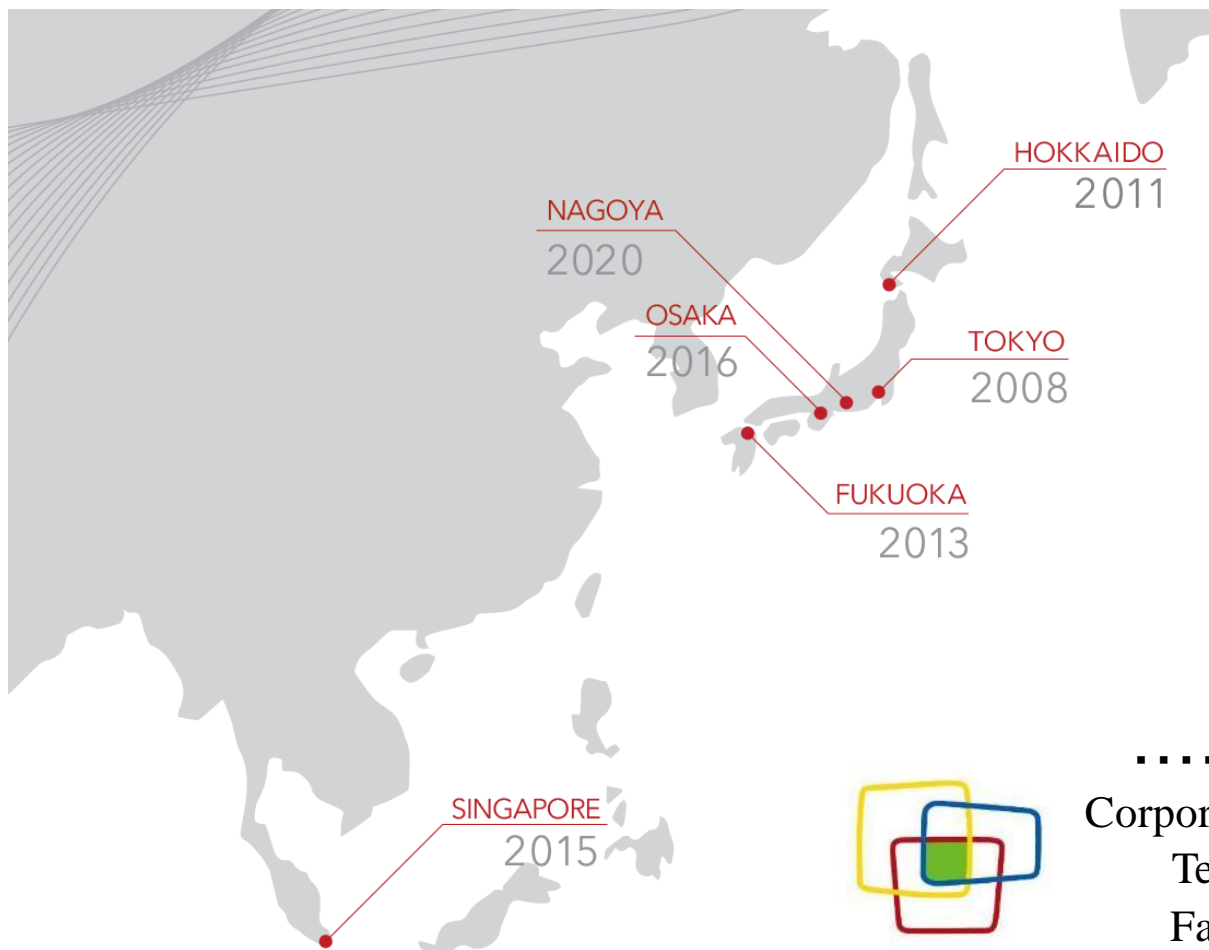 HOKKAIDO
2011
NAGOYA
2020
OSAKA
2016
TOKYO
2008
FUKUOKA
2013
SINGAPORE
2015
....